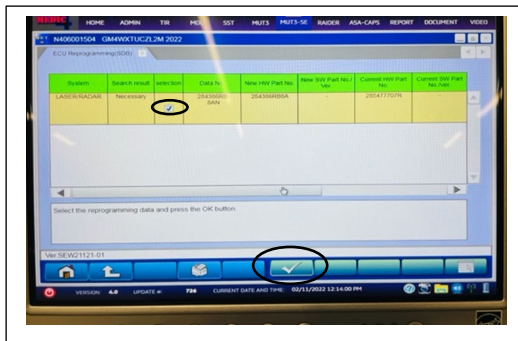 MEDIC HOME ADMIN TIR SST MUT3 MUT3-SE RAIDER ASA-CAPS REPORT DOCUMENT VIDEO
N406001504 GM4WXTUCZL2M 2022
ECU Reprogramming(SDB)
System Search result selection Data No. New HW Part No. New SW Part No./Ver Current HW Part No. Current SW Part No./Ver
LASER/RADAR Necessary 284386RB6A - -
Select the reprogramming data and press the OK button.
Ver.SEW21121-01
VERSION: 4.0 UPDATE #: 726 CURRENT DATE AND TIME: 02/11/2022 12:14:00 PM